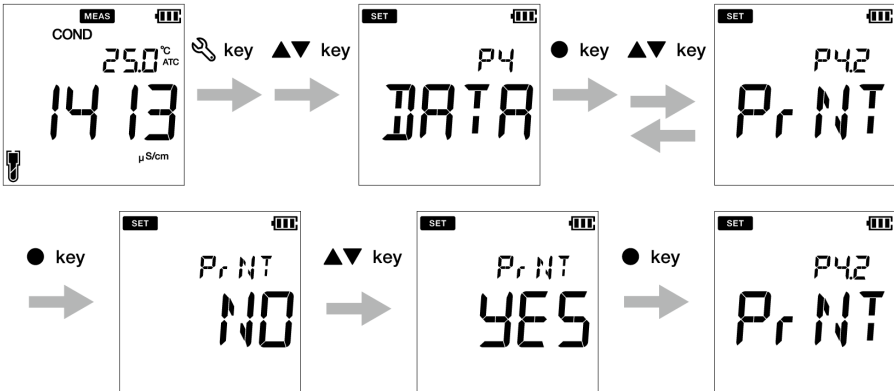 MEAS
COND
25.0 °C
ATC
1413
µS/cm
key
▲▼ key
SET
P4
DATA
● key
▲▼ key
SET
P4.2
PrNT
● key
SET
PrNT
NO
▲▼ key
SET
PrNT
YES
● key
SET
P4.2
PrNT